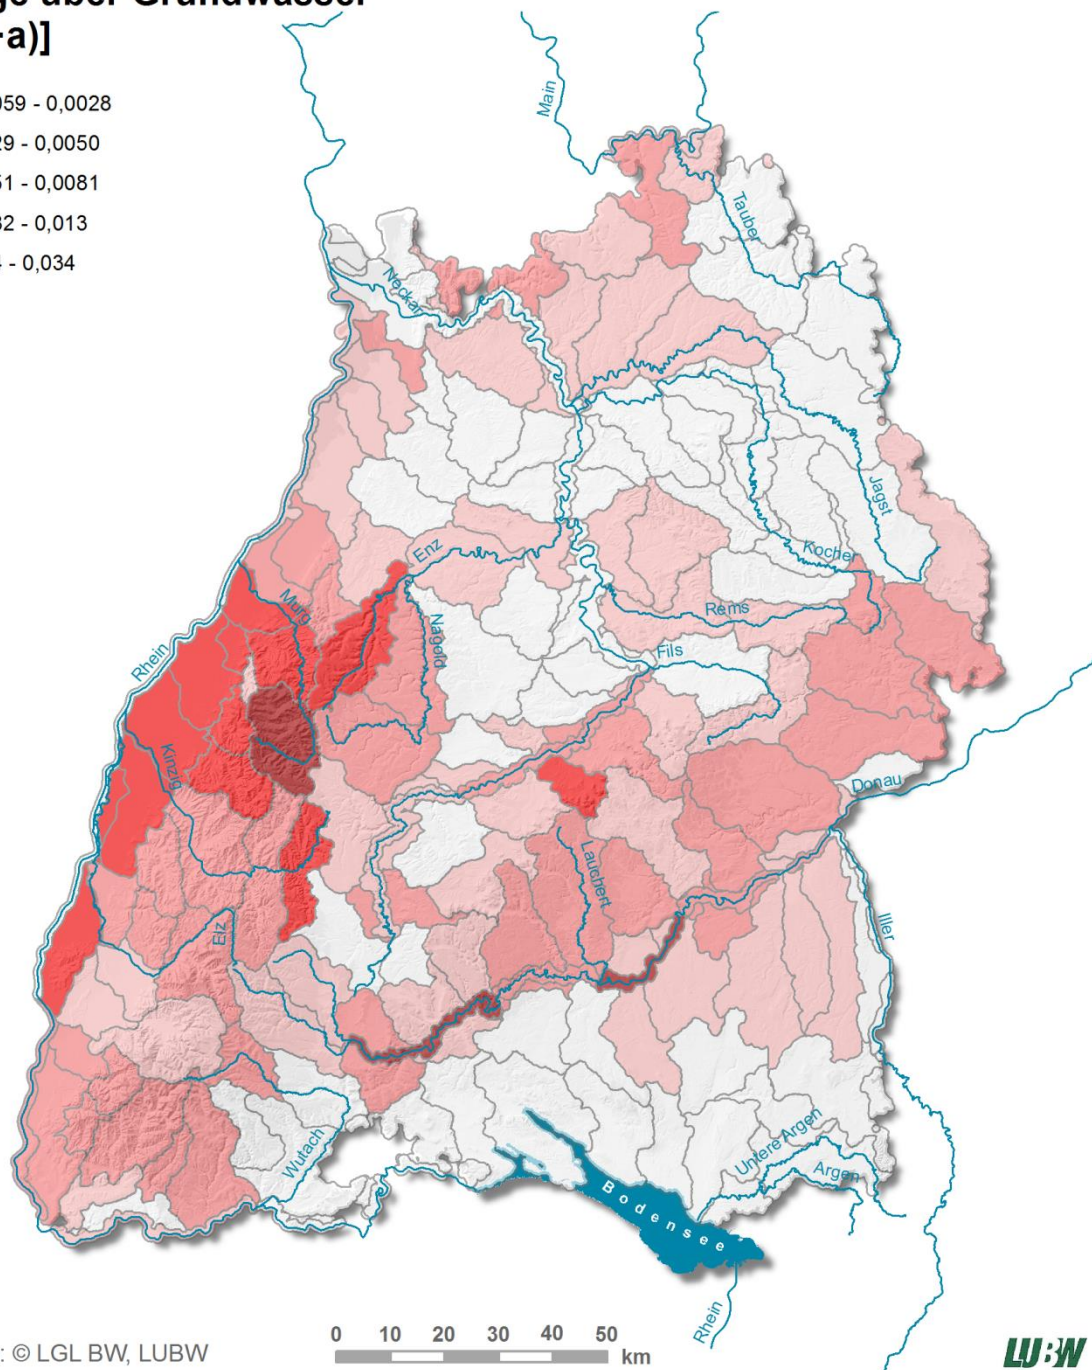 über Grundwasser
a)]
059 - 0,0028
29 - 0,0050
51 - 0,0081
32 - 0,013
- 0,034
Main
Tauber
Neckar
Jagst
Kocher
Enz
Murg
Nagold
Rems
Rhein
Fils
Kinzig
Donau
Lauchert
Elz
Iller
Wutach
Untere Argen
Argen
Bodensee
Rhein
0 10 20 30 40 50
km
: © LGL BW, LUBW
LUBW